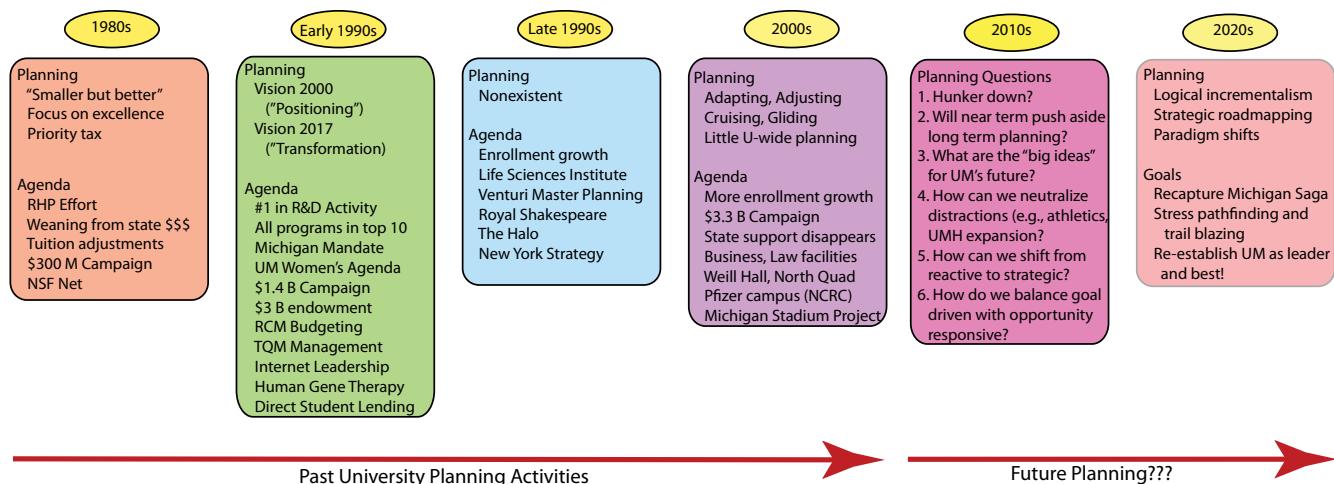 1980s
Planning
“Smaller but better”
Focus on excellence
Priority tax
Agenda
RHP Effort
Weaning from state $$$
Tuition adjustments
$300 M Campaign
NSF Net
Early 1990s
Planning
Vision 2000
(”Positioning”)
Vision 2017
(”Transformation)
Agenda
#1 in R&D Activity
All programs in top 10
Michigan Mandate
UM Women’s Agenda
$1.4 B Campaign
$3 B endowment
RCM Budgeting
TQM Management
Internet Leadership
Human Gene Therapy
Direct Student Lending
Late 1990s
Planning
Nonexistent
Agenda
Enrollment growth
Life Sciences Institute
Venturi Master Planning
Royal Shakespeare
The Halo
New York Strategy
2000s
Planning
Adapting, Adjusting
Cruising, Gliding
Little U-wide planning
Agenda
More enrollment growth
$3.3 B Campaign
State support disappears
Business, Law facilities
Weill Hall, North Quad
Pfizer campus (NCRC)
Michigan Stadium Project
2010s
Planning Questions
1. Hunker down?
2. Will near term push aside
long term planning?
3. What are the “big ideas”
for UM’s future?
4. How can we neutralize
distractions (e.g., athletics,
UMH expansion?
5. How can we shift from
reactive to strategic?
6. How do we balance goal
driven with opportunity
responsive?
2020s
Planning
Logical incrementalism
Strategic roadmapping
Paradigm shifts
Goals
Recapture Michigan Saga
Stress pathfinding and
trail blazing
Re-establish UM as leader
and best!
Past University Planning Activities
Future Planning???